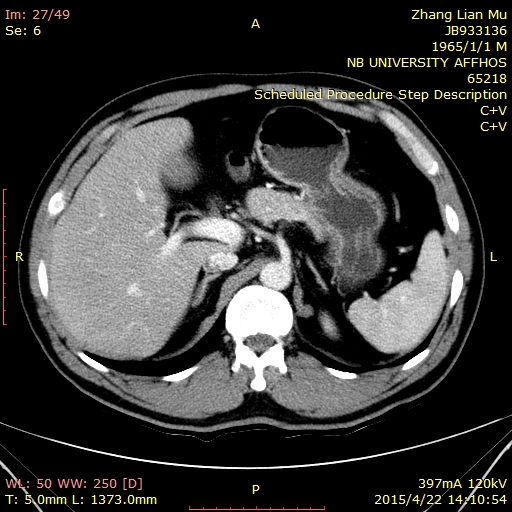 Im: 27/49
Se: 6
A
Zhang Lian Mu
JB933136
1965/1/1 M
NB UNIVERSITY AFFHOS
65218
Scheduled Procedure Step Description
C+V
C+V
R
L
WL: 50 WW: 250 [D]
T: 5.0mm L: 1373.0mm
P
397mA 120kV
2015/4/22 14:10:54